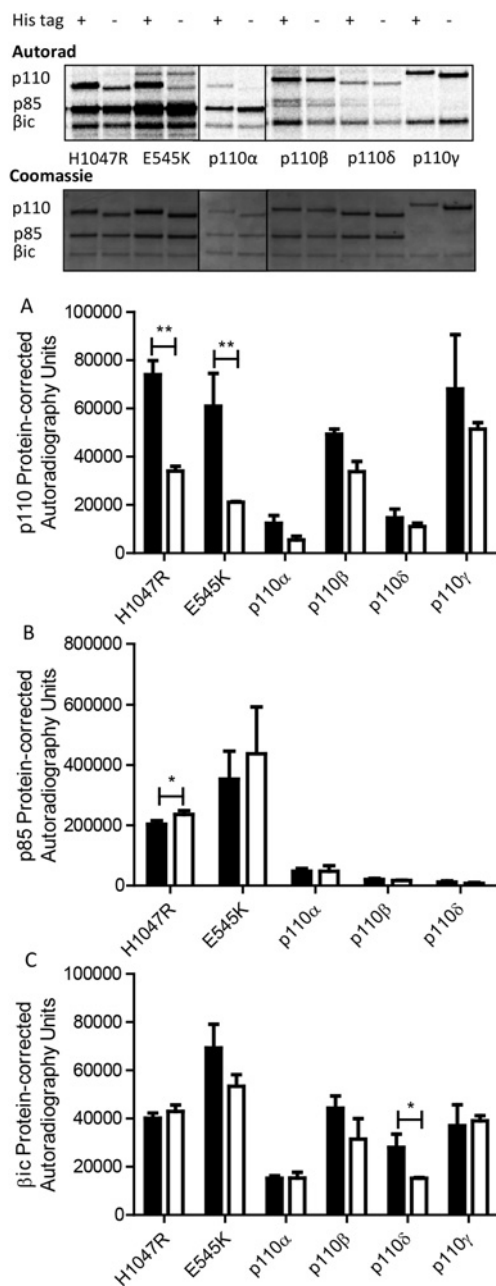 His tag + - + - + - + - + - + -
Autorad
p110
p85
βic
H1047R E545K p110α p110β p110δ p110γ
Coomassie
p110
p85
βic
A
p110 Protein-corrected
Autoradiography Units
100000
80000
60000
40000
20000
0
** **
H1047R E545K p110α p110β p110δ p110γ
B
p85 Protein-corrected
Autoradiography Units
800000
600000
400000
200000
0
*
H1047R E545K p110α p110β p110δ
C
βic Protein-corrected
Autoradiography Units
100000
80000
60000
40000
20000
0
*
H1047R E545K p110α p110β p110δ p110γ